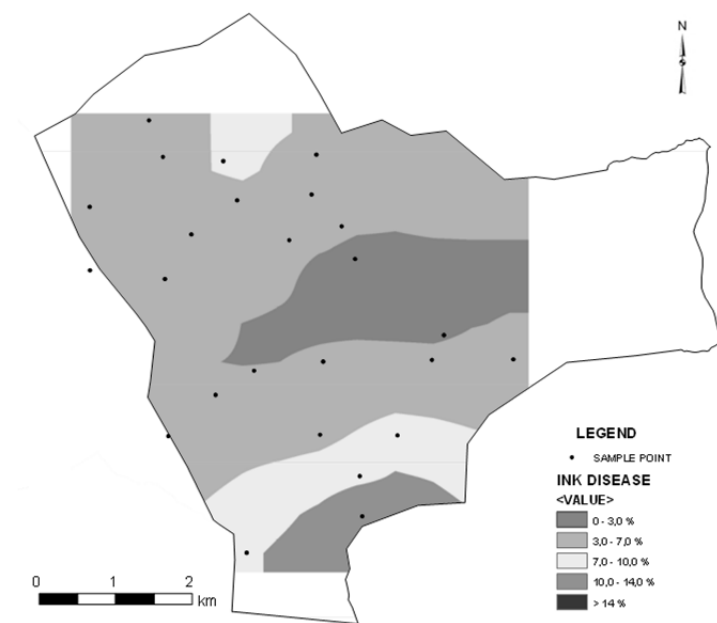 N
LEGEND
SAMPLE POINT
INK DISEASE
<VALUE>
0 - 3,0 %
3,0 - 7,0 %
7,0 - 10,0 %
10,0 - 14,0 %
> 14 %
0 1 2
km